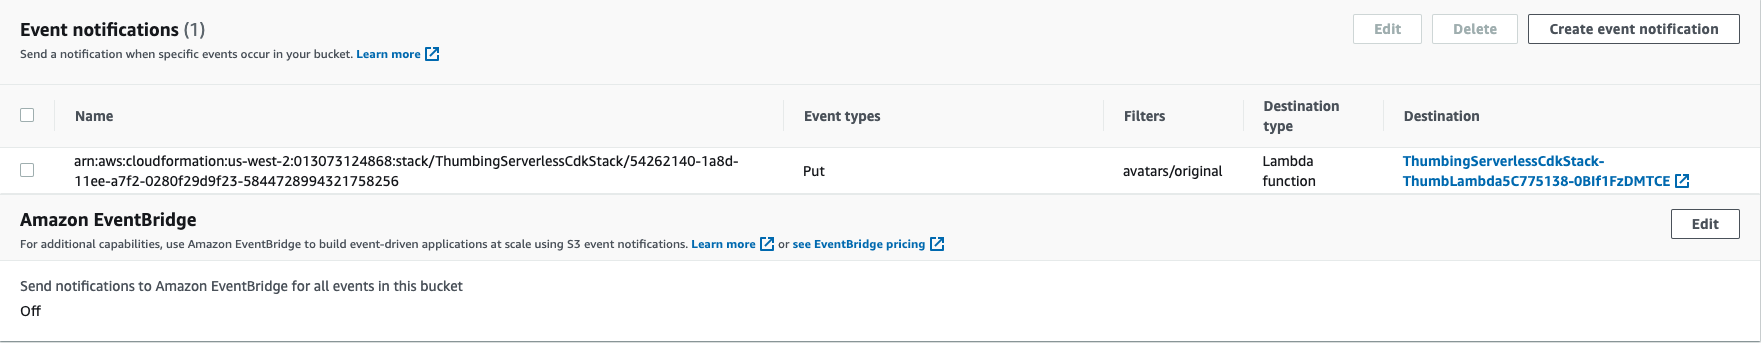 Event notifications (1)
Send a notification when specific events occur in your bucket. Learn more
Edit
Delete
Create event notification
Name
Event types
Filters
Destination
type
Destination
arn:aws:cloudformation:us-west-2:013073124868:stack/ThumbingServerlessCdkStack/54262140-1a8d-
11ee-a7f2-0280f29d9f23-5844728994321758256
Put
avatars/original
Lambda
function
ThumbingServerlessCdkStack-
ThumbLambda5C775138-0BIf1FzDMTCE
Amazon EventBridge
For additional capabilities, use Amazon EventBridge to build event-driven applications at scale using S3 event notifications. Learn more or see EventBridge pricing
Edit
Send notifications to Amazon EventBridge for all events in this bucket
Off